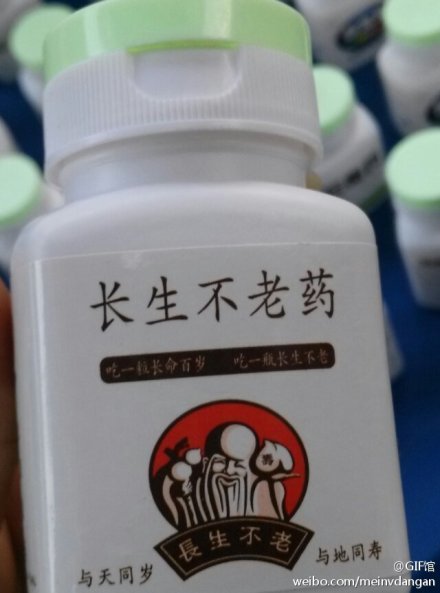 长生不老药
吃一粒长命百岁 吃一瓶长生不老
寿
長生不老
与天同岁 与地同寿
@GIF馆
weibo.com/meinvdangan